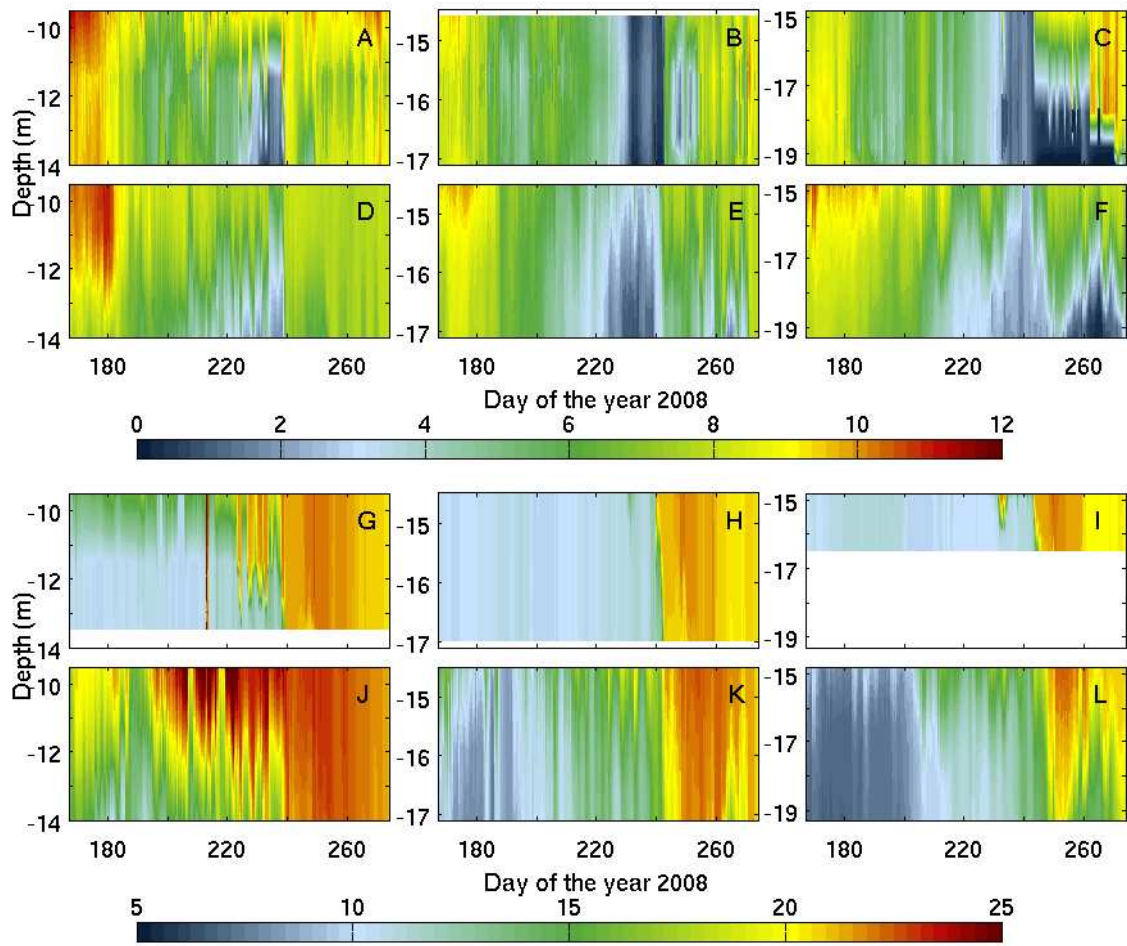 -10 -12 -14 Depth (m) A
-15 -16 -17 B
-17 -19 C
-10 -12 -14 D
-15 -16 -17 E
-15 -17 -19 F
180 220 260 180 220 260 180 220 260
Day of the year 2008
0 2 4 6 8 10 12
-10 -12 -14 Depth (m) G
-15 -16 -17 H
-15 -17 -19 I
-10 -12 -14 J
-15 -16 -17 K
-15 -17 -19 L
180 220 260 180 220 260 180 220 260
Day of the year 2008
5 10 15 20 25